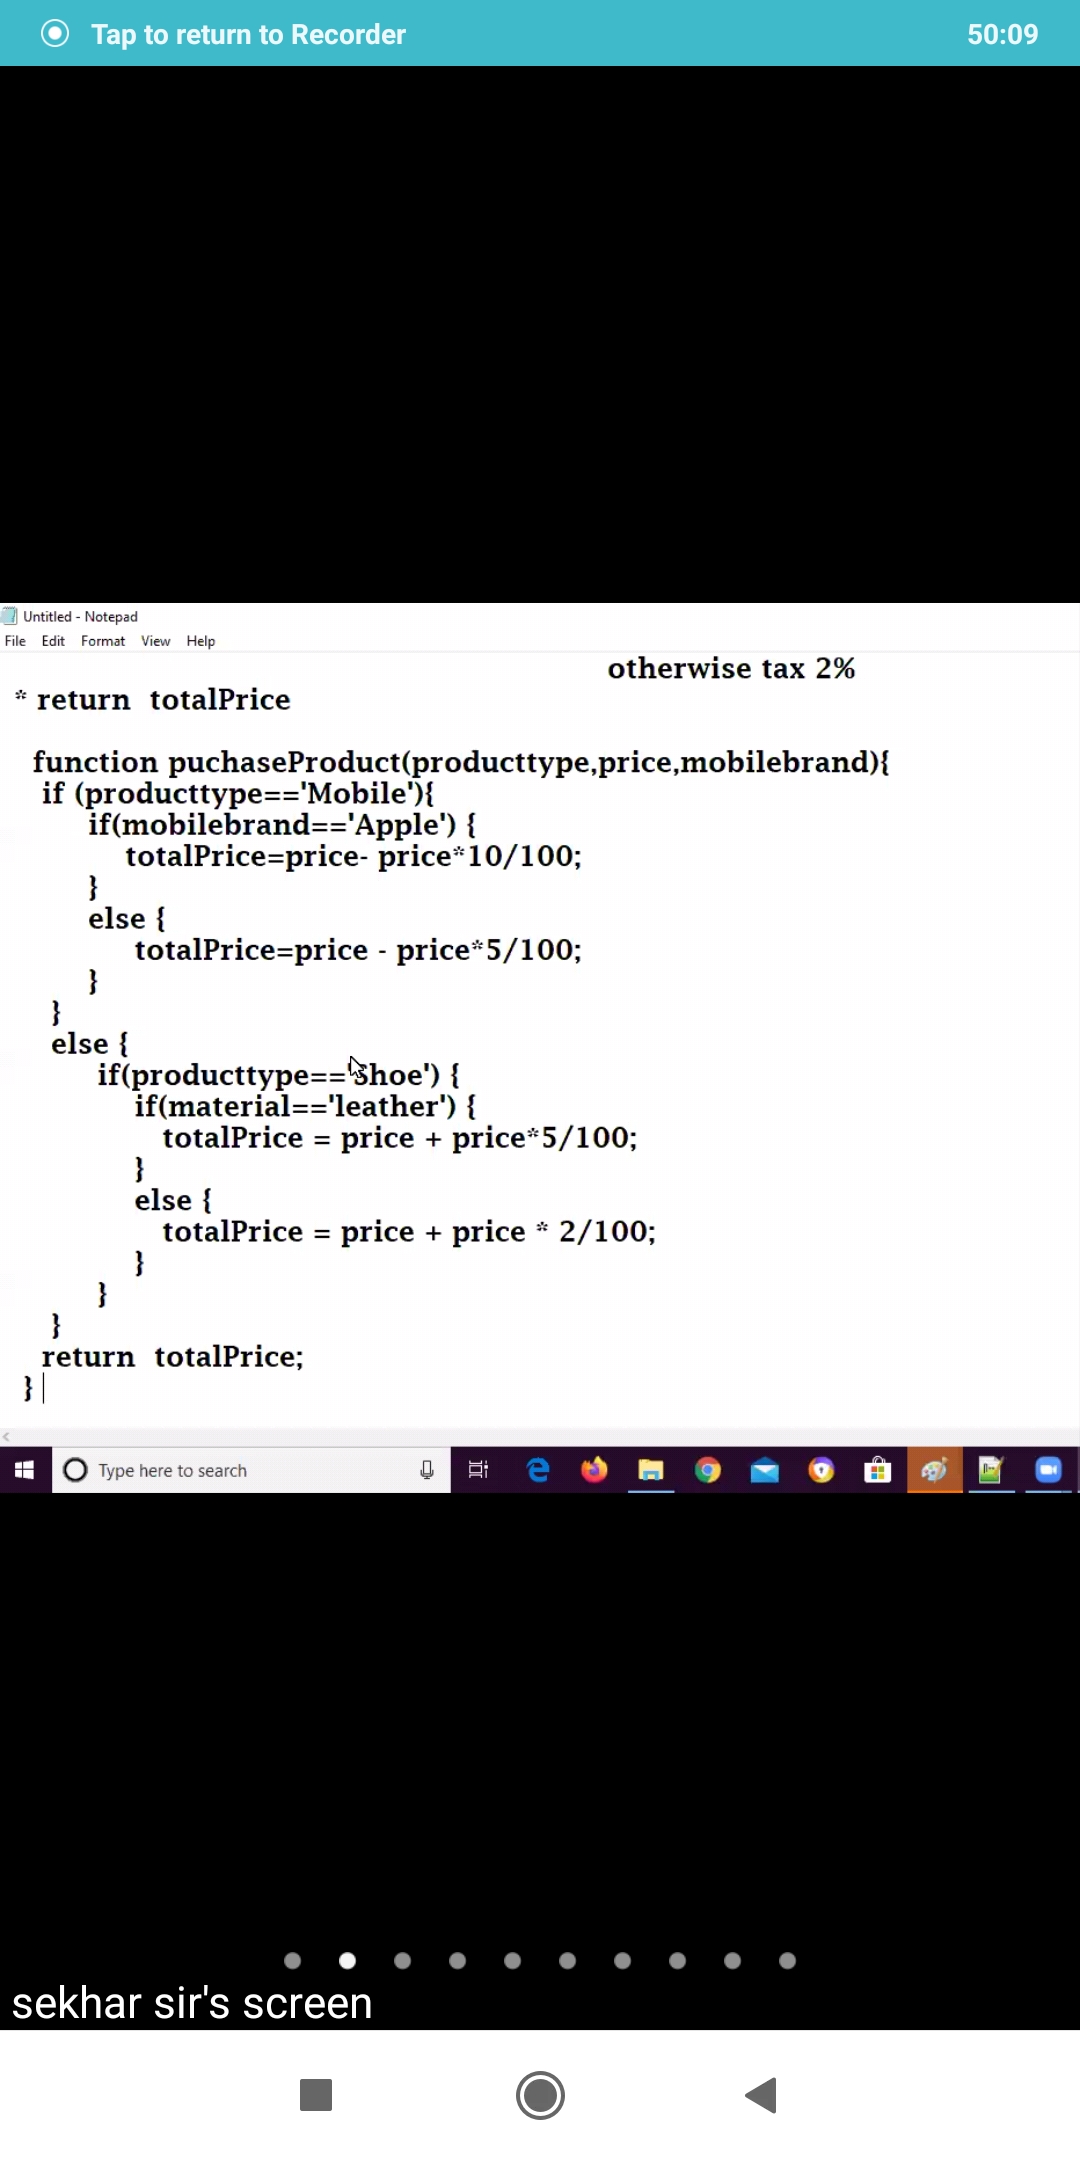 Tap to return to Recorder 50:09
Untitled - Notepad
File Edit Format View Help
otherwise tax 2%
* return totalPrice
function puchaseProduct(producttype,price,mobilebrand){
if (producttype=='Mobile'){
if(mobilebrand=='Apple') {
totalPrice=price- price*10/100;
}
else {
totalPrice=price - price*5/100;
}
}
else {
if(producttype=='Shoe') {
if(material=='leather') {
totalPrice = price + price*5/100;
}
else {
totalPrice = price + price * 2/100;
}
}
}
return totalPrice;
}
Type here to search
sekhar sir's screen